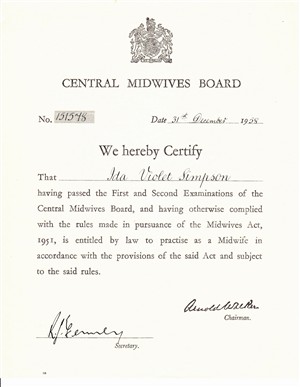 CENTRAL MIDWIVES BOARD
No. 151548 Date 31st December 1958
We hereby Certify
That Ida Violet Simpson
having passed the First and Second Examinations of the
Central Midwives Board, and having otherwise complied
with the rules made in pursuance of the Midwives Act,
1951, is entitled by law to practise as a Midwife in
accordance with the provisions of the said Act and subject
to the said rules.
Arnold Walker
Chairman.
Secretary.